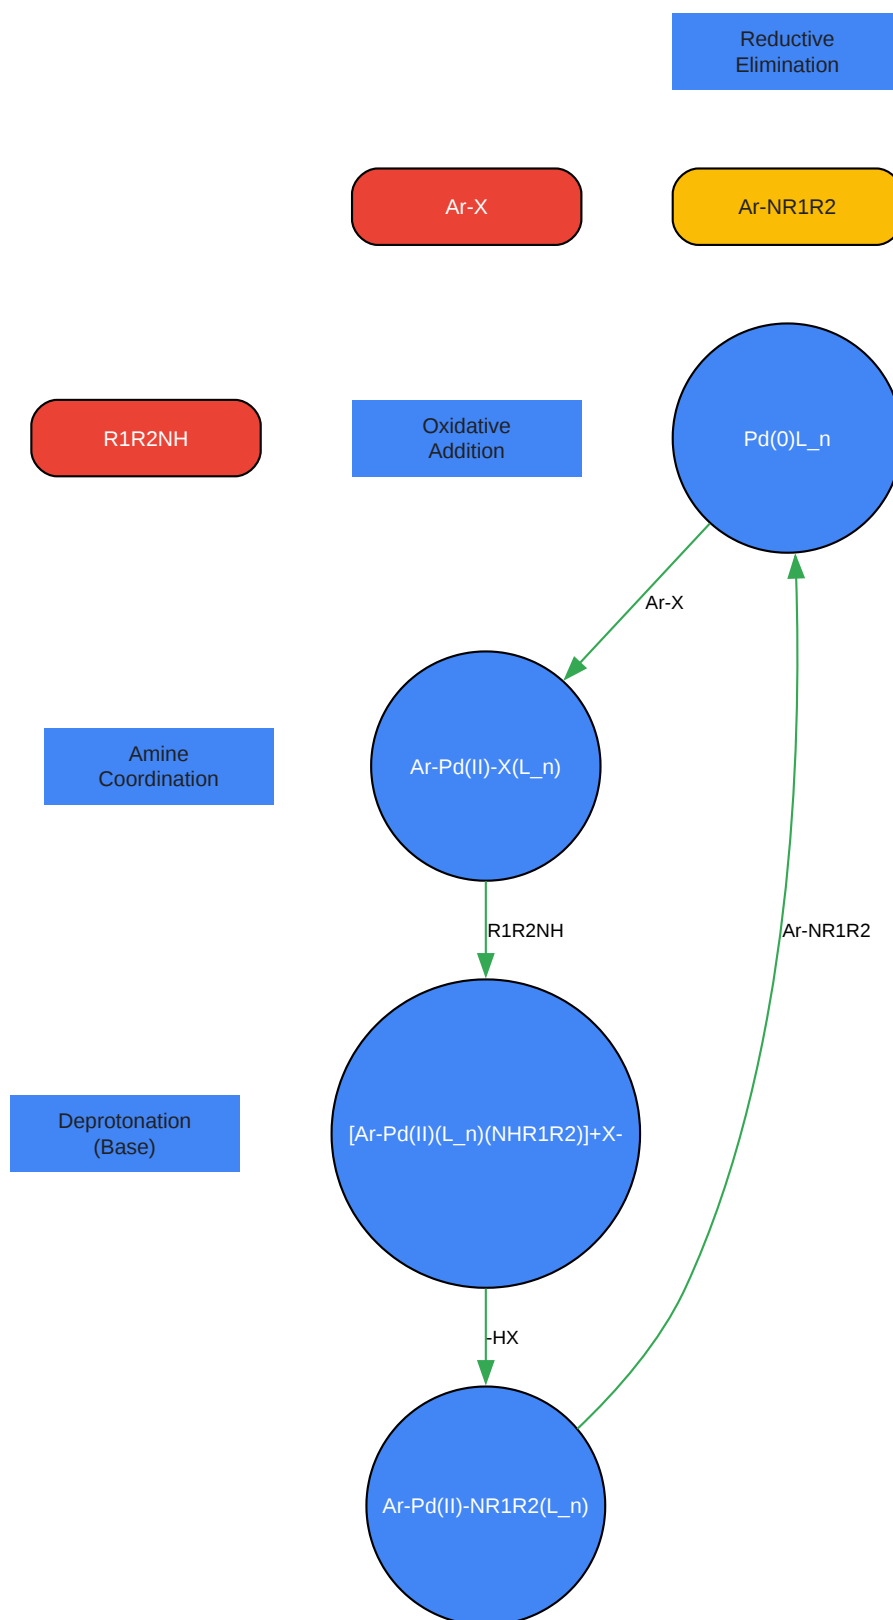 Reductive
Elimination
Ar-X
Ar-NR1R2
R1R2NH
Oxidative
Addition
Pd(0)L_n
Ar-X
Amine
Coordination
Ar-Pd(II)-X(L_n)
R1R2NH
Ar-NR1R2
Deprotonation
(Base)
[Ar-Pd(II)(L_n)(NHR1R2)]+X-
-HX
Ar-Pd(II)-NR1R2(L_n)